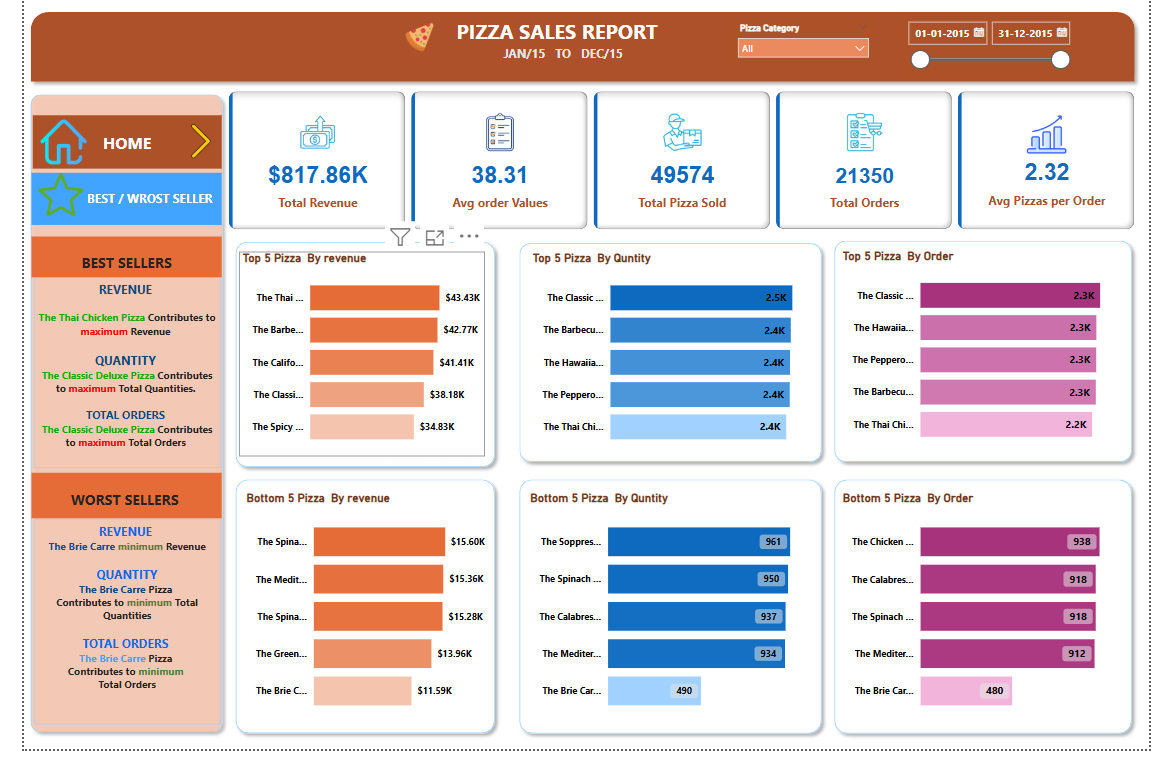 PIZZA SALES REPORT
JAN/15 TO DEC/15
Pizza Category
All
01-01-2015
31-12-2015
HOME
BEST / WROST SELLER
BEST SELLERS
REVENUE
The Thai Chicken Pizza Contributes to
maximum Revenue
QUANTITY
The Classic Deluxe Pizza Contributes
to maximum Total Quantities.
TOTAL ORDERS
The Classic Deluxe Pizza Contributes
to maximum Total Orders
WORST SELLERS
REVENUE
The Brie Carre minimum Revenue
QUANTITY
The Brie Carre Pizza
Contributes to minimum Total
Quantities
TOTAL ORDERS
The Brie Carre Pizza
Contributes to minimum
Total Orders
$817.86K
Total Revenue
38.31
Avg order Values
49574
Total Pizza Sold
21350
Total Orders
2.32
Avg Pizzas per Order
Top 5 Pizza By revenue
The Thai ... $43.43K
The Barbe... $42.77K
The Califo... $41.41K
The Classi... $38.18K
The Spicy ... $34.83K
Top 5 Pizza By Quntity
The Classic ... 2.5K
The Barbecu... 2.4K
The Hawaiia... 2.4K
The Peppero... 2.4K
The Thai Chi... 2.4K
Top 5 Pizza By Order
The Classic ... 2.3K
The Hawaiia... 2.3K
The Peppero... 2.3K
The Barbecu... 2.3K
The Thai Chi... 2.2K
Bottom 5 Pizza By revenue
The Spina... $15.60K
The Medit... $15.36K
The Spina... $15.28K
The Green... $13.96K
The Brie C... $11.59K
Bottom 5 Pizza By Quntity
The Soppres... 961
The Spinach ... 950
The Calabres... 937
The Mediter... 934
The Brie Car... 490
Bottom 5 Pizza By Order
The Chicken ... 938
The Calabres... 918
The Spinach ... 918
The Mediter... 912
The Brie Car... 480